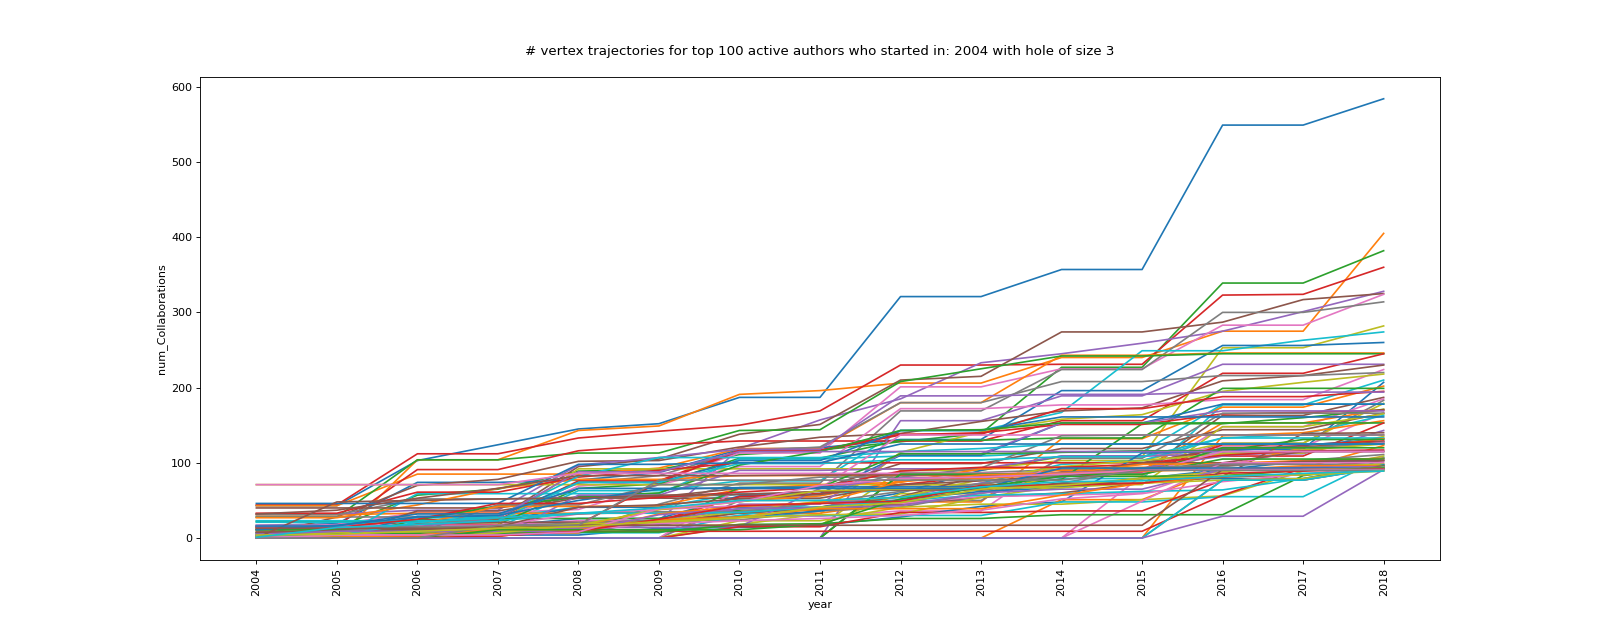 # vertex trajectories for top 100 active authors who started in: 2004 with hole of size 3
num_Collaborations
600
500
400
300
200
100
0
2004 2005 2006 2007 2008 2009 2010 2011 2012 2013 2014 2015 2016 2017 2018
year